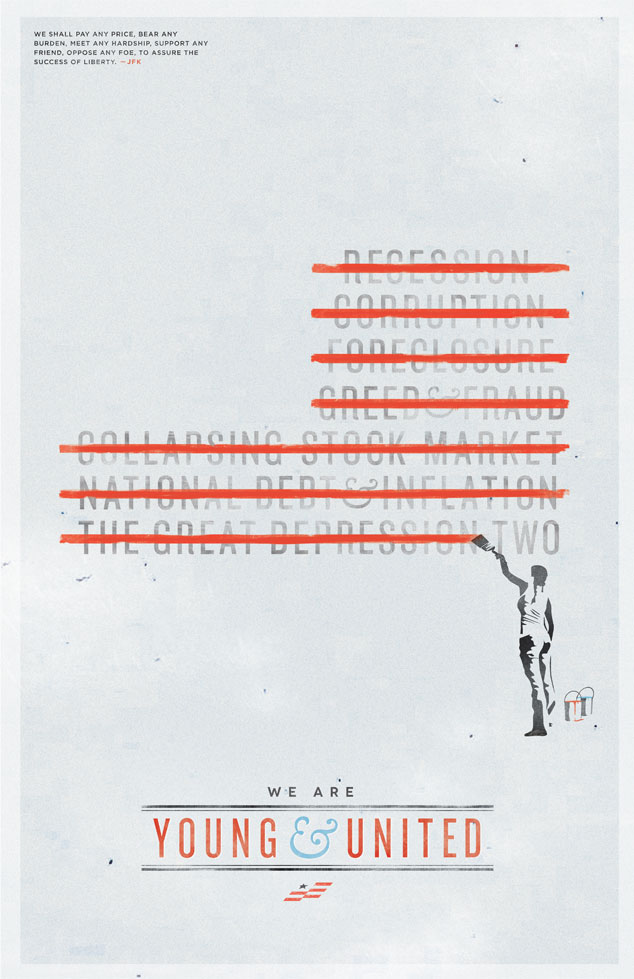 WE SHALL PAY ANY PRICE, BEAR ANY
BURDEN, MEET ANY HARDSHIP, SUPPORT ANY
FRIEND, OPPOSE ANY FOE, TO ASSURE THE
SUCCESS OF LIBERTY. —JFK
RECESSION
CORRUPTION
FORECLOSURE
GREED & FRAUD
COLLAPSING STOCK MARKET
NATIONAL DEBT & INFLATION
THE GREAT DEPRESSION TWO
WE ARE
YOUNG & UNITED